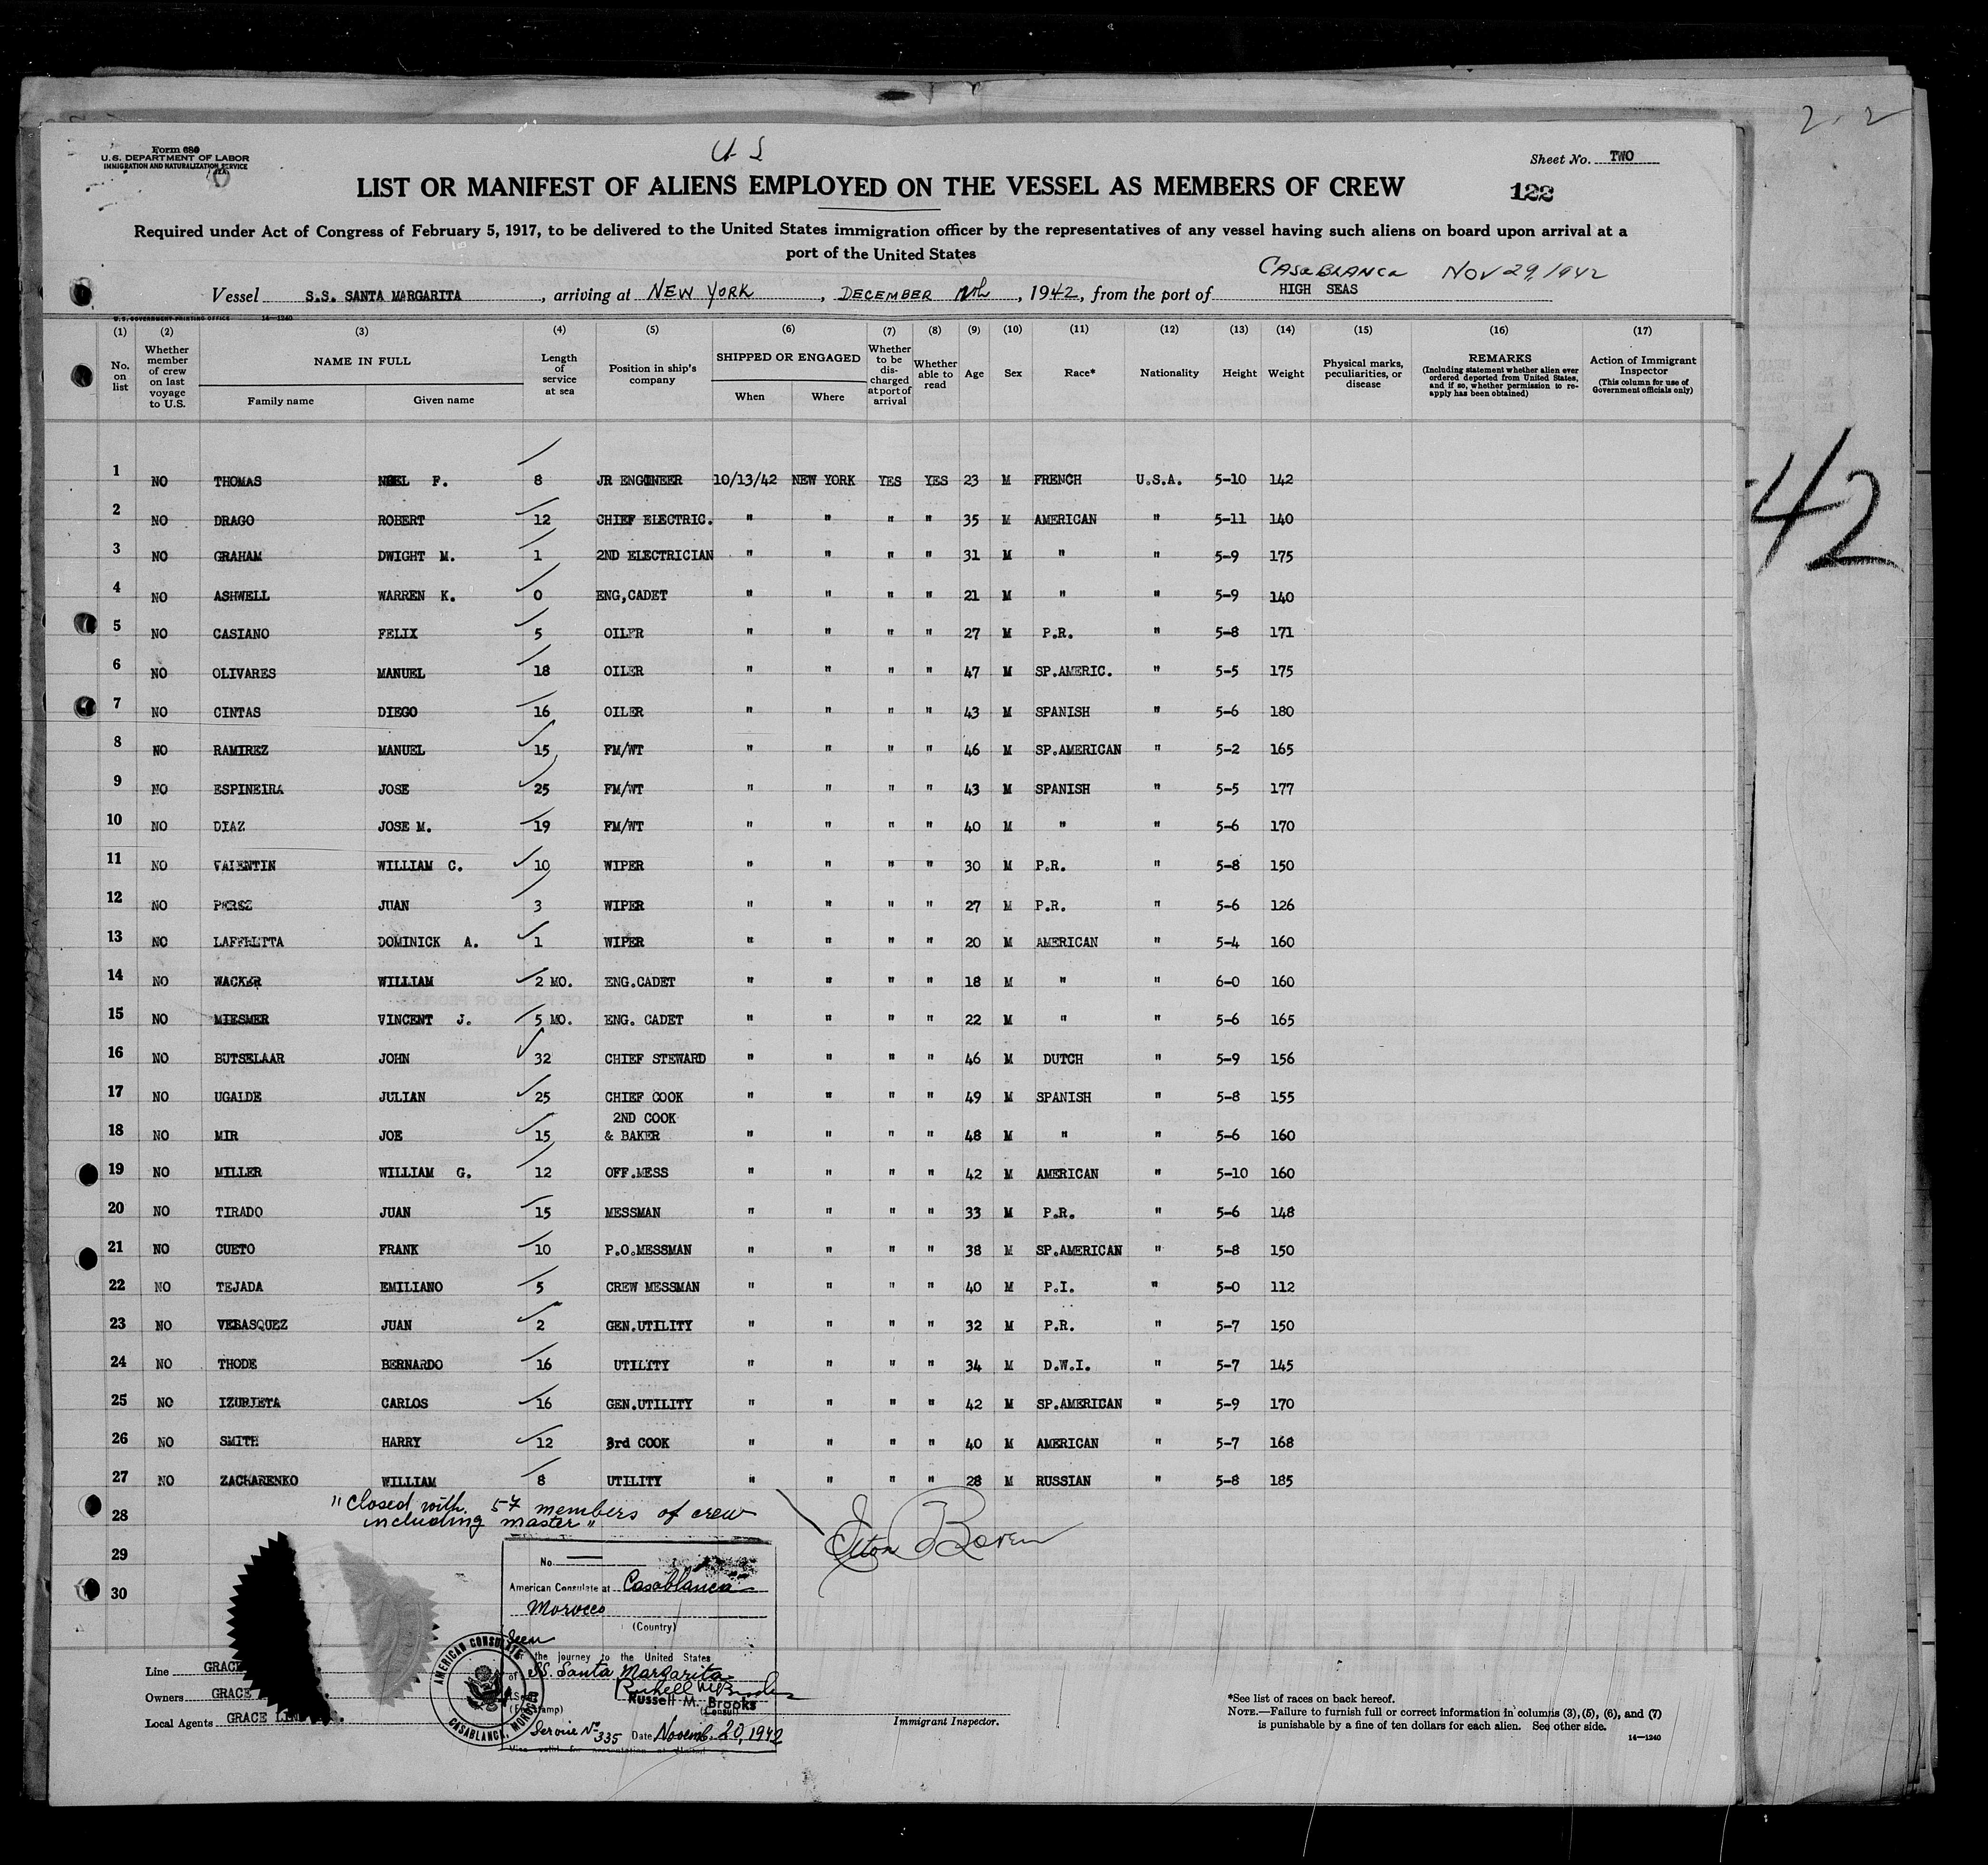 2. 2
Form 680
U.S. DEPARTMENT OF LABOR
IMMIGRATION AND NATURALIZATION SERVICE
U.S
Sheet No. TWO
LIST OR MANIFEST OF ALIENS EMPLOYED ON THE VESSEL AS MEMBERS OF CREW
122
Required under Act of Congress of February 5, 1917, to be delivered to the United States immigration officer by the representatives of any vessel having such aliens on board upon arrival at a
port of the United States
CASABLANCA NOV 29, 1942
Vessel S.S. SANTA MARGARITA, arriving at NEW YORK, DECEMBER, 1942, from the port of HIGH SEAS
U.S. GOVERNMENT PRINTING OFFICE 14—1240
(1) (2) (3) (4) (5) (6) (7) (8) (9) (10) (11) (12) (13) (14) (15) (16) (17)
No. on list
Whether member of crew on last voyage to U.S.
NAME IN FULL
Family name Given name
Length of service at sea
Position in ship's company
SHIPPED OR ENGAGED
When Where
Whether to be discharged at port of arrival
Whether able to read
Age
Sex
Race*
Nationality
Height
Weight
Physical marks, peculiarities, or disease
REMARKS
(Including statement whether alien ever ordered deported from United States, and if so, whether permission to re-apply has been obtained)
Action of Immigrant Inspector
(This column for use of Government officials only)
1 NO THOMAS NOEL F. 8 JR ENGINEER 10/13/42 NEW YORK YES YES 23 M FRENCH U.S.A. 5-10 142
2 NO DRAGO ROBERT 12 CHIEF ELECTRIC. " " " " 35 M AMERICAN " 5-11 140
3 NO GRAHAM DWIGHT M. 1 2ND ELECTRICIAN " " " " 31 M " " 5-9 175
4 NO ASHWELL WARREN K. 0 ENG,CADET " " " " 21 M " " 5-9 140
5 NO CASIANO FELIX 5 OILER " " " " 27 M P.R. " 5-8 171
6 NO OLIVARES MANUEL 18 OILER " " " " 47 M SP.AMERIC. " 5-5 175
7 NO CINTAS DIEGO 16 OILER " " " " 43 M SPANISH " 5-6 180
8 NO RAMIREZ MANUEL 15 FM/WT " " " " 46 M SP.AMERICAN " 5-2 165
9 NO ESPINEIRA JOSE 25 FM/WT " " " " 43 M SPANISH " 5-5 177
10 NO DIAZ JOSE M. 19 FM/WT " " " " 40 M " " 5-6 170
11 NO VALENTIN WILLIAM C. 10 WIPER " " " " 30 M P.R. " 5-8 150
12 NO PEREZ JUAN 3 WIPER " " " " 27 M P.R. " 5-6 126
13 NO LAFFRETTA DOMINICK A. 1 WIPER " " " " 20 M AMERICAN " 5-4 160
14 NO WACKER WILLIAM 2 MO. ENG.CADET " " " " 18 M " " 6-0 160
15 NO MIESMER VINCENT J. 5 MO. ENG. CADET " " " " 22 M " " 5-6 165
16 NO BUTSELAAR JOHN 32 CHIEF STEWARD " " " " 46 M DUTCH " 5-9 156
17 NO UGALDE JULIAN 25 CHIEF COOK " " " " 49 M SPANISH " 5-8 155
18 NO MIR JOE 15 2ND COOK & BAKER " " " " 48 M " " 5-6 160
19 NO MILLER WILLIAM G. 12 OFF.MESS " " " " 42 M AMERICAN " 5-10 160
20 NO TIRADO JUAN 15 MESSMAN " " " " 33 M P.R. " 5-6 148
21 NO CUETO FRANK 10 P.O.MESSMAN " " " " 38 M SP.AMERICAN " 5-8 150
22 NO TEJADA EMILIANO 5 CREW MESSMAN " " " " 40 M P.I. " 5-0 112
23 NO VERASQUEZ JUAN 2 GEN.UTILITY " " " " 32 M P.R. " 5-7 150
24 NO THODE BERNARDO 16 UTILITY " " " " 34 M D.W.I. " 5-7 145
25 NO IZURIETA CARLOS 16 GEN.UTILITY " " " " 42 M SP.AMERICAN " 5-9 170
26 NO SMITH HARRY 12 3rd COOK " " " " 40 M AMERICAN " 5-7 168
27 NO ZACHARENKO WILLIAM 8 UTILITY " " " " 28 M RUSSIAN " 5-8 185
28
29
30
42
"closed with 57 members of crew
including master"
No.
American Consulate at Casablanca
Morocco
(Country)
Seen
the journey to the United States
of SS. Santa Margarita
Russell M. Brooks
(Consul)
Service No 335 Date Novemb. 20, 1942
AMERICAN CONSULATE
CASABLANCA, MOROCCO
Line GRACE
Owners GRACE
Local Agents GRACE LINE
Immigrant Inspector.
*See list of races on back hereof.
NOTE.—Failure to furnish full or correct information in columns (3), (5), (6), and (7)
is punishable by a fine of ten dollars for each alien. See other side.
14—1240